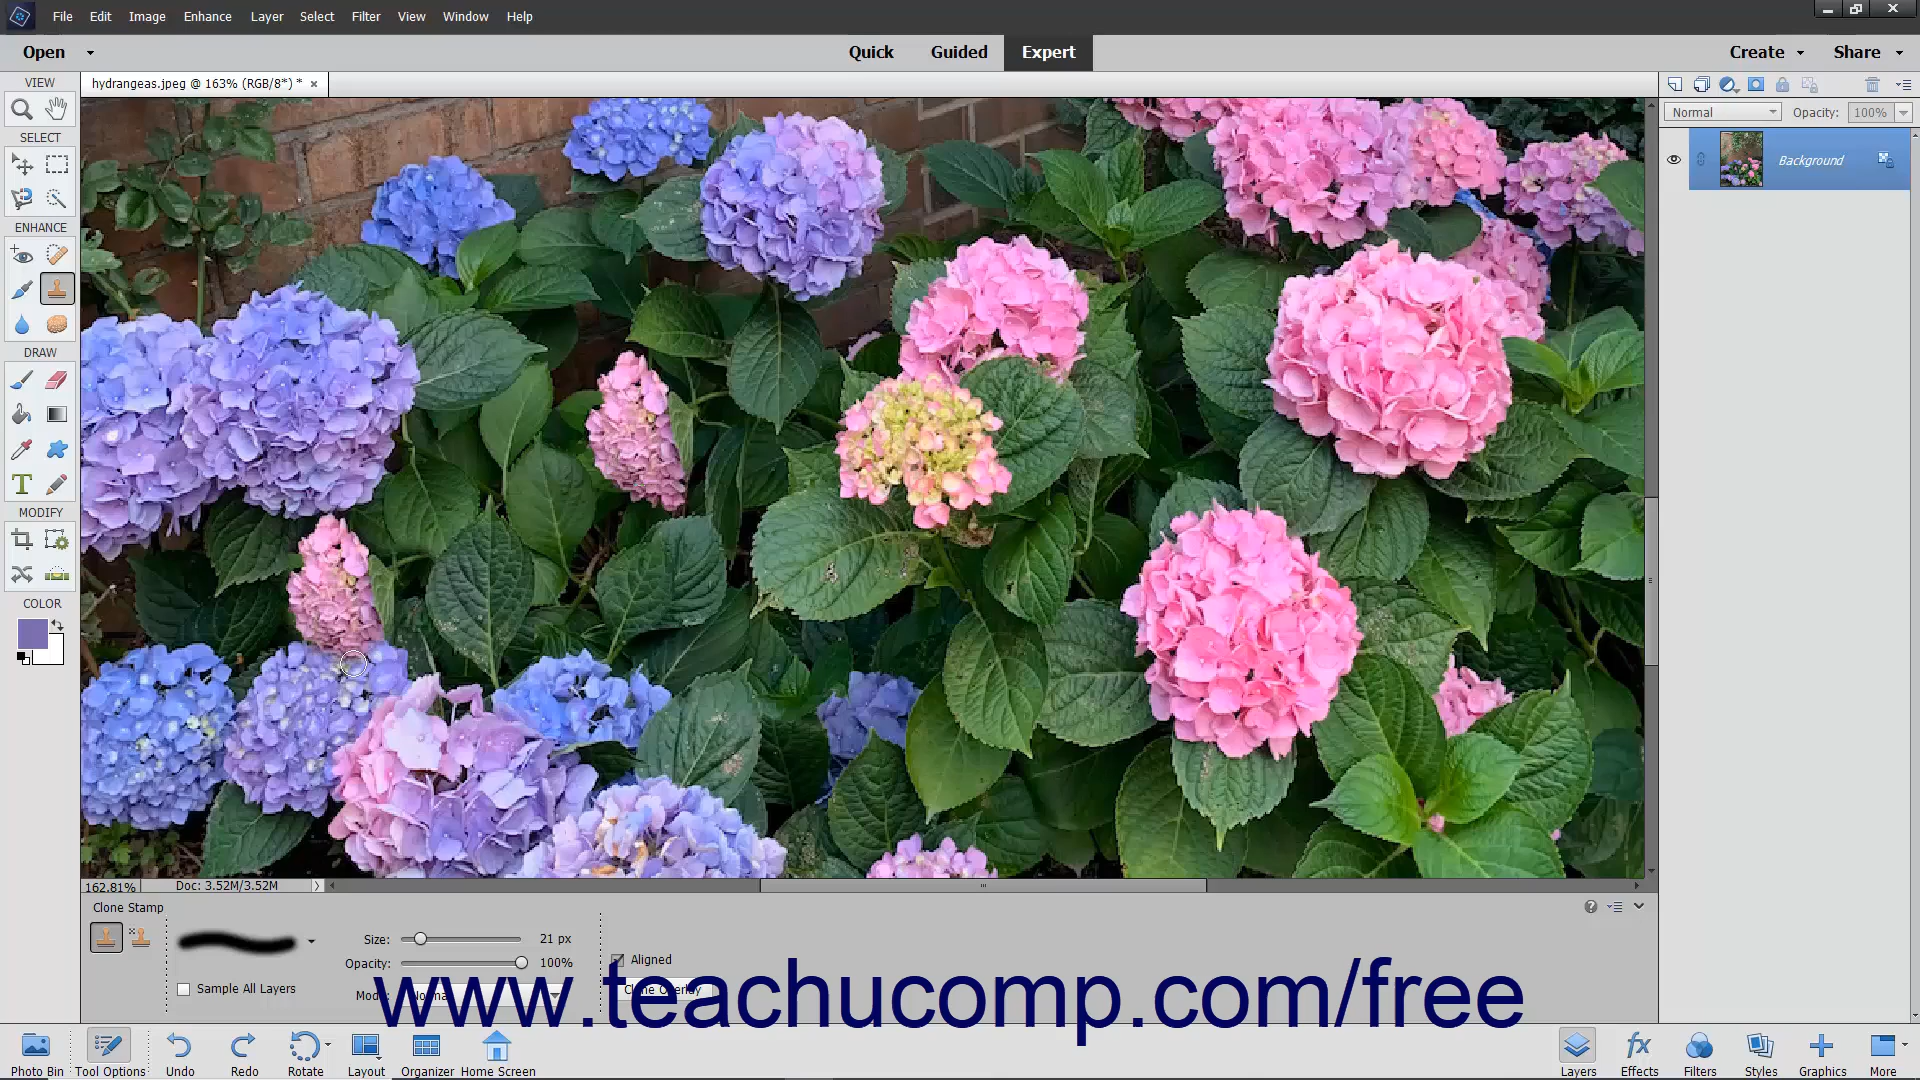 File Edit Image Enhance Layer Select Filter View Window Help
Open Quick Guided Expert Create Share
VIEW hydrangeas.jpeg @ 163% (RGB/8*) * ×
Normal Opacity: 100%
SELECT
Background
ENHANCE
DRAW
T
MODIFY
COLOR
162.81% Doc: 3.52M/3.52M
Clone Stamp
Size: 21 px
Opacity: 100%
Aligned
Sample All Layers
Clone Overlay
www.teachucomp.com/free
Photo Bin Tool Options Undo Redo Rotate Layout Organizer Home Screen
fx
Layers Effects Filters Styles Graphics More